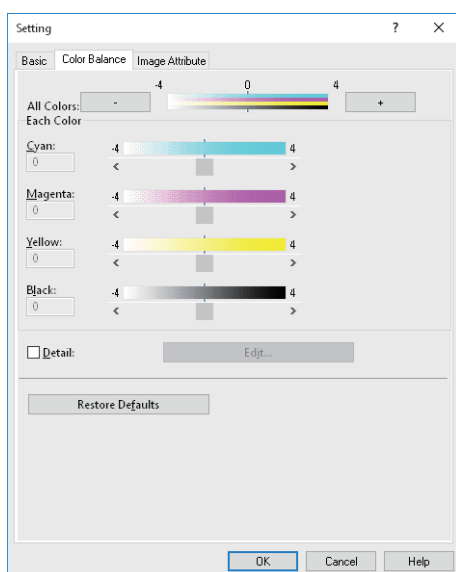 Setting ? ×
Basic Color Balance Image Attribute
-4 0 4
All Colors: - +
Each Color
Cyan: -4 4
0 < >
Magenta: -4 4
0 < >
Yellow: -4 4
0 < >
Black: -4 4
0 < >
Detail: Edit...
Restore Defaults
OK Cancel Help